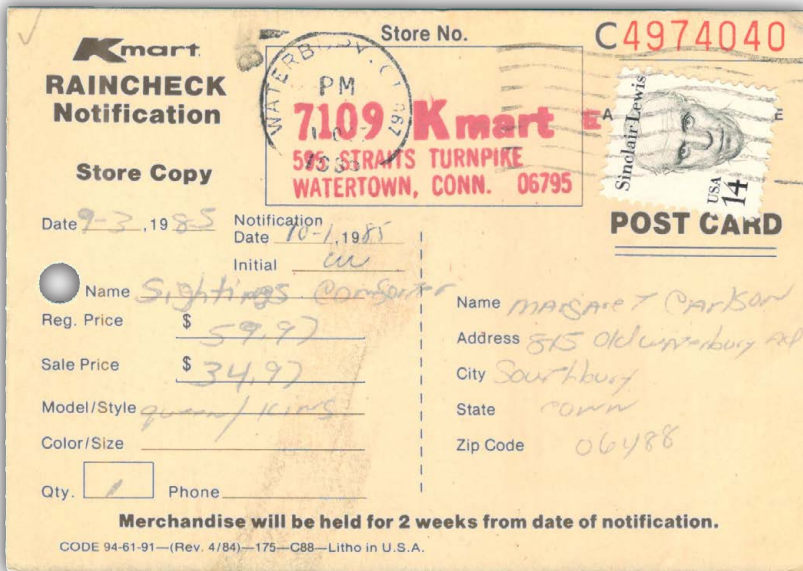 Kmart
RAINCHECK
Notification
Store Copy
Store No.
C4974040
WATERBURY, CT 067
PM
7109 Kmart
595 STRAITS TURNPIKE
WATERTOWN, CONN. 06795
Sinclair Lewis
USA
14
POST CARD
Date 9-3, 1985
Notification
Date 10-1, 1985
Initial
Name Sightings Comforter
Reg. Price $ 59.97
Sale Price $ 34.97
Model/Style queen/king
Color/Size
Qty. 1 Phone
Name Margaret Carlson
Address 815 Old Waterbury Rd
City Southbury
State Conn
Zip Code 06488
Merchandise will be held for 2 weeks from date of notification.
CODE 94-61-91—(Rev. 4/84)—175—C88—Litho in U.S.A.